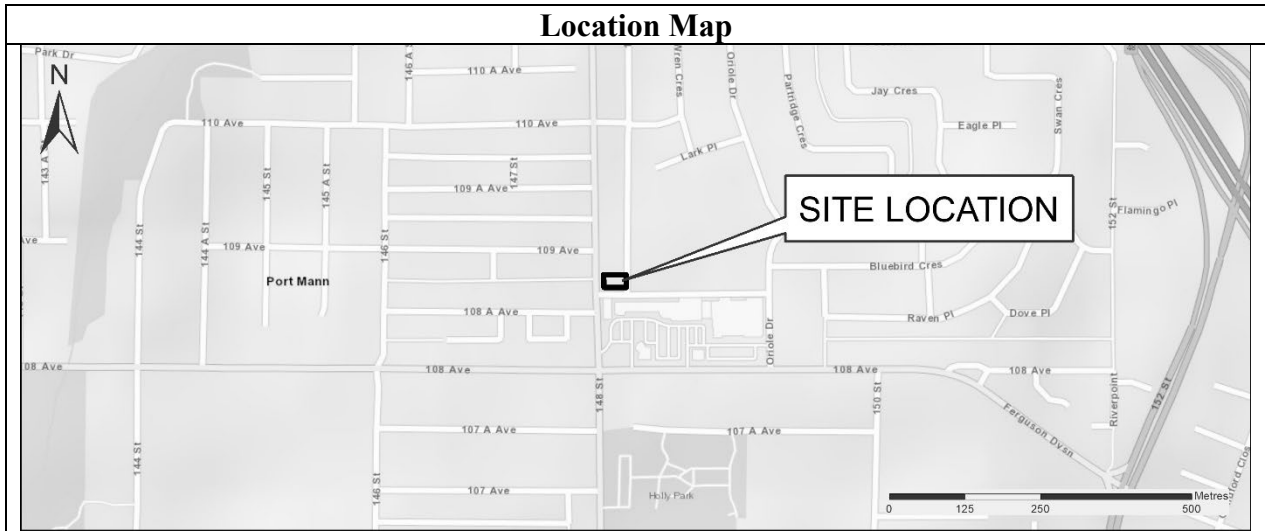 Location Map
Park Dr
N
110 A Ave
146 A S
Wren Cres
Oriole Dr
Partridge Cres
Jay Cres
Swan Cres
Eagle Pl
110 Ave
110 Ave
Lark Pl
143 A S
145 St
145 A St
147 St
109 A Ave
SITE LOCATION
152 St
Flamingo Pl
144 St
144 A St
146 St
Ave
109 Ave
109 Ave
Port Mann
Bluebird Cres
108 A Ave
Raven Pl
Dove Pl
Oriole Dr
08 Ave
108 Ave
108 Ave
108 Ave
148 St
150 St
Ferguson Dvsn
Riverpoint
152 St
107 A Ave
107 A Ave
144 St
146 St
107 Ave
Holly Park
Metres
0 125 250 500